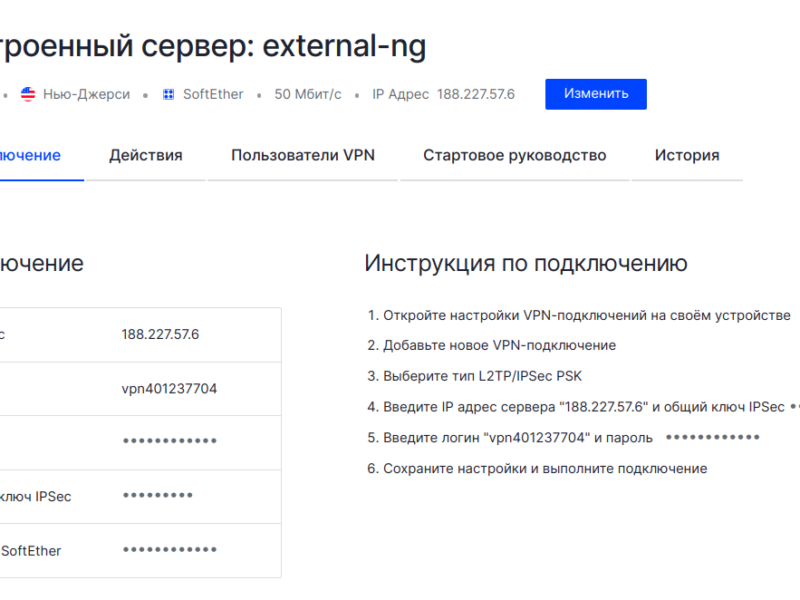 троенный сервер: external-ng
Нью-Джерси • SoftEther • 50 Мбит/с • IP Адрес 188.227.57.6 Изменить
лючение Действия Пользователи VPN Стартовое руководство История
ючение
с 188.227.57.6
vpn401237704
••••••••••••
ключ IPSec •••••••••
SoftEther ••••••••••••
Инструкция по подключению
1. Откройте настройки VPN-подключений на своём устройстве
2. Добавьте новое VPN-подключение
3. Выберите тип L2TP/IPSec PSK
4. Введите IP адрес сервера "188.227.57.6" и общий ключ IPSec ••
5. Введите логин "vpn401237704" и пароль ••••••••••••
6. Сохраните настройки и выполните подключение